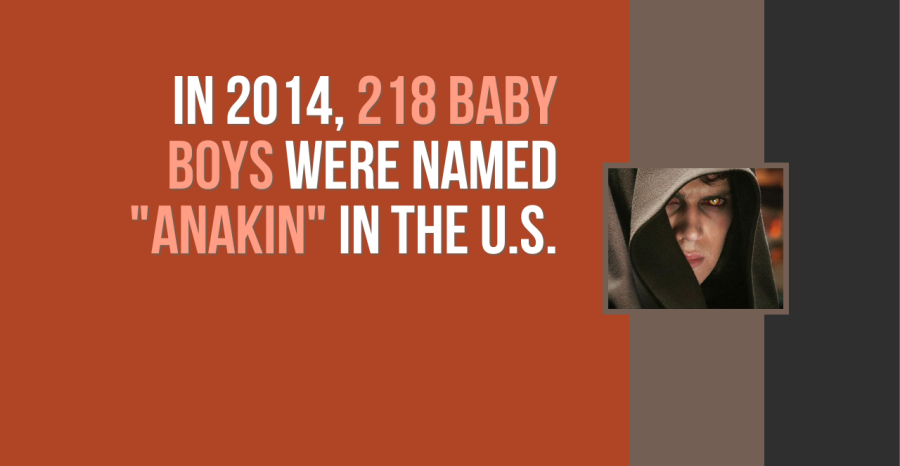 IN 2014, 218 BABY
BOYS WERE NAMED
"ANAKIN" IN THE U.S.